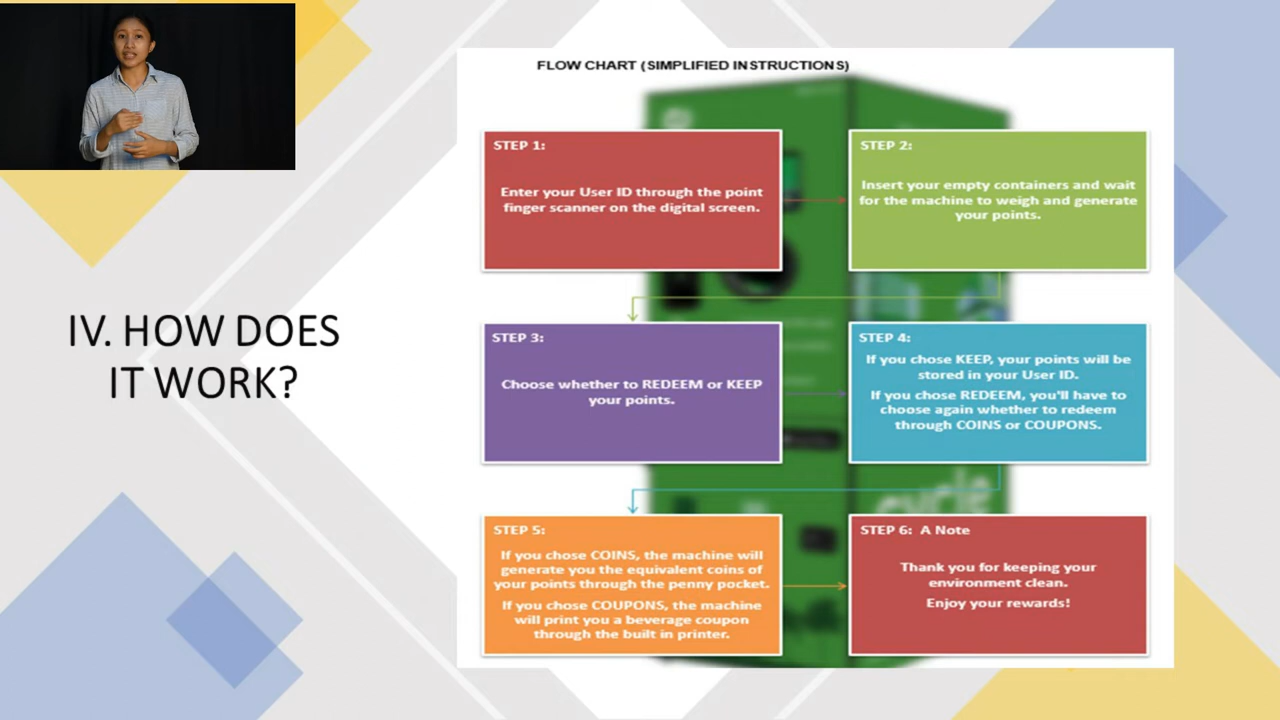 FLOW CHART (SIMPLIFIED INSTRUCTIONS)
STEP 1:
Enter your User ID through the point
finger scanner on the digital screen.
STEP 2:
Insert your empty containers and wait
for the machine to weigh and generate
your points.
IV. HOW DOES
IT WORK?
STEP 3:
Choose whether to REDEEM or KEEP
your points.
STEP 4:
If you chose KEEP, your points will be
stored in your User ID.
If you chose REDEEM, you'll have to
choose again whether to redeem
through COINS or COUPONS.
cycle
STEP 5:
If you chose COINS, the machine will
generate you the equivalent coins of
your points through the penny pocket.
If you chose COUPONS, the machine
will print you a beverage coupon
through the built in printer.
STEP 6: A Note
Thank you for keeping your
environment clean.
Enjoy your rewards!